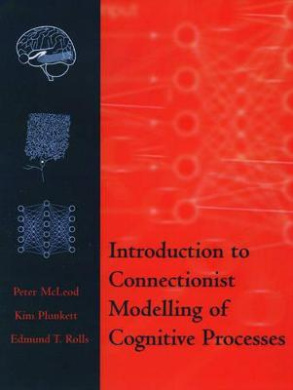 Introduction to
Connectionist
Modelling of
Cognitive Processes
Peter McLeod
Kim Plunkett
Edmund T. Rolls